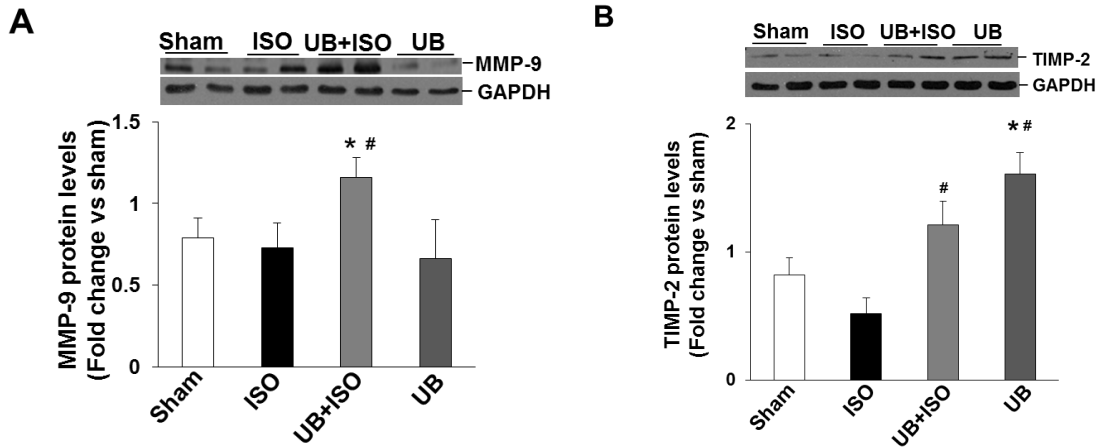 A
Sham ISO UB+ISO UB
MMP-9
GAPDH
MMP-9 protein levels
(Fold change vs sham)
1.5
1
0.5
0
* #
Sham
ISO
UB+ISO
UB
B
Sham ISO UB+ISO UB
TIMP-2
GAPDH
TIMP-2 protein levels
(Fold change vs sham)
2
1
0
#
* #
Sham
ISO
UB+ISO
UB